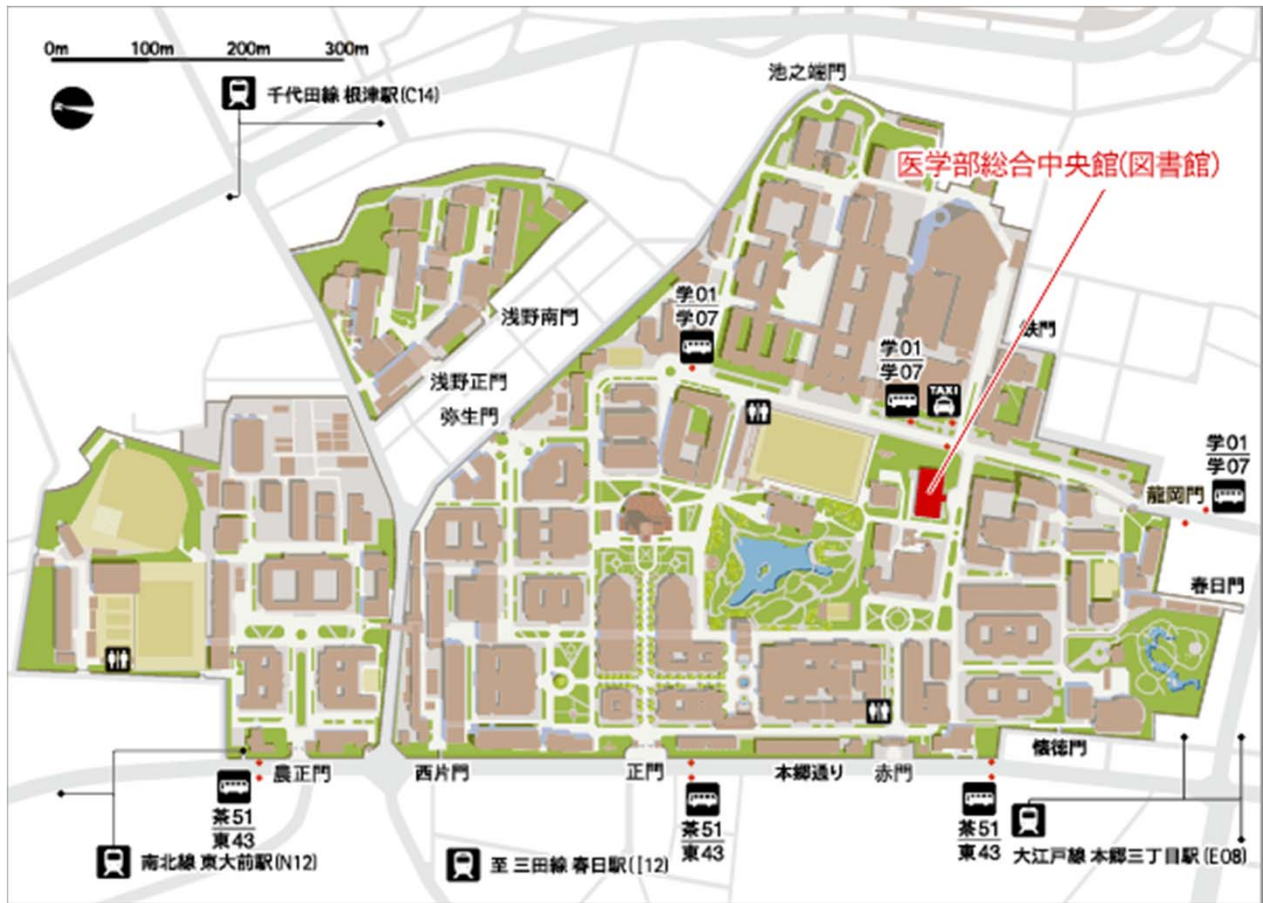 0m 100m 200m 300m
千代田線 根津駅(C14)
池之端門
医学部総合中央館(図書館)
浅野南門
学01
学07
鉄門
学01
学07
TAXI
浅野正門
弥生門
学01
学07
龍岡門
春日門
懐徳門
農正門
西片門
正門
本郷通り
赤門
茶51
東43
茶51
東43
茶51
東43
南北線 東大前駅(N12)
至 三田線 春日駅(I12)
大江戸線 本郷三丁目駅(E08)